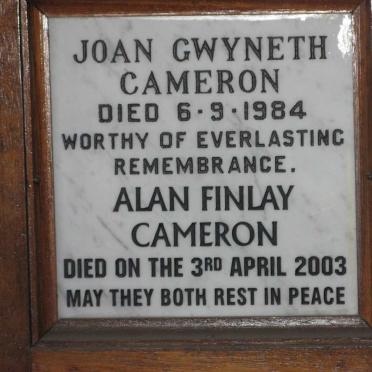 JOAN GWYNETH
CAMERON
DIED 6-9-1984
WORTHY OF EVERLASTING
REMEMBRANCE.
ALAN FINLAY
CAMERON
DIED ON THE 3RD APRIL 2003
MAY THEY BOTH REST IN PEACE